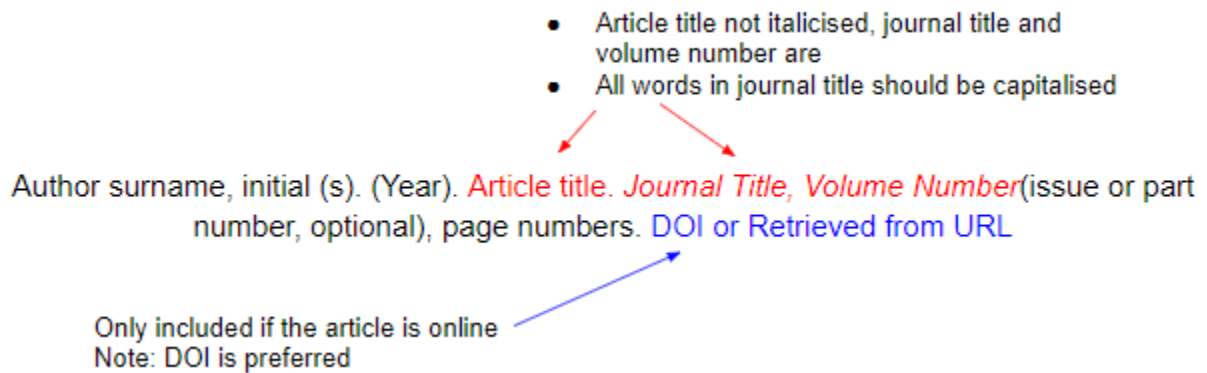 ● Article title not italicised, journal title and
volume number are
● All words in journal title should be capitalised
Author surname, initial (s). (Year). Article title. Journal Title, Volume Number(issue or part
number, optional), page numbers. DOI or Retrieved from URL
Only included if the article is online
Note: DOI is preferred